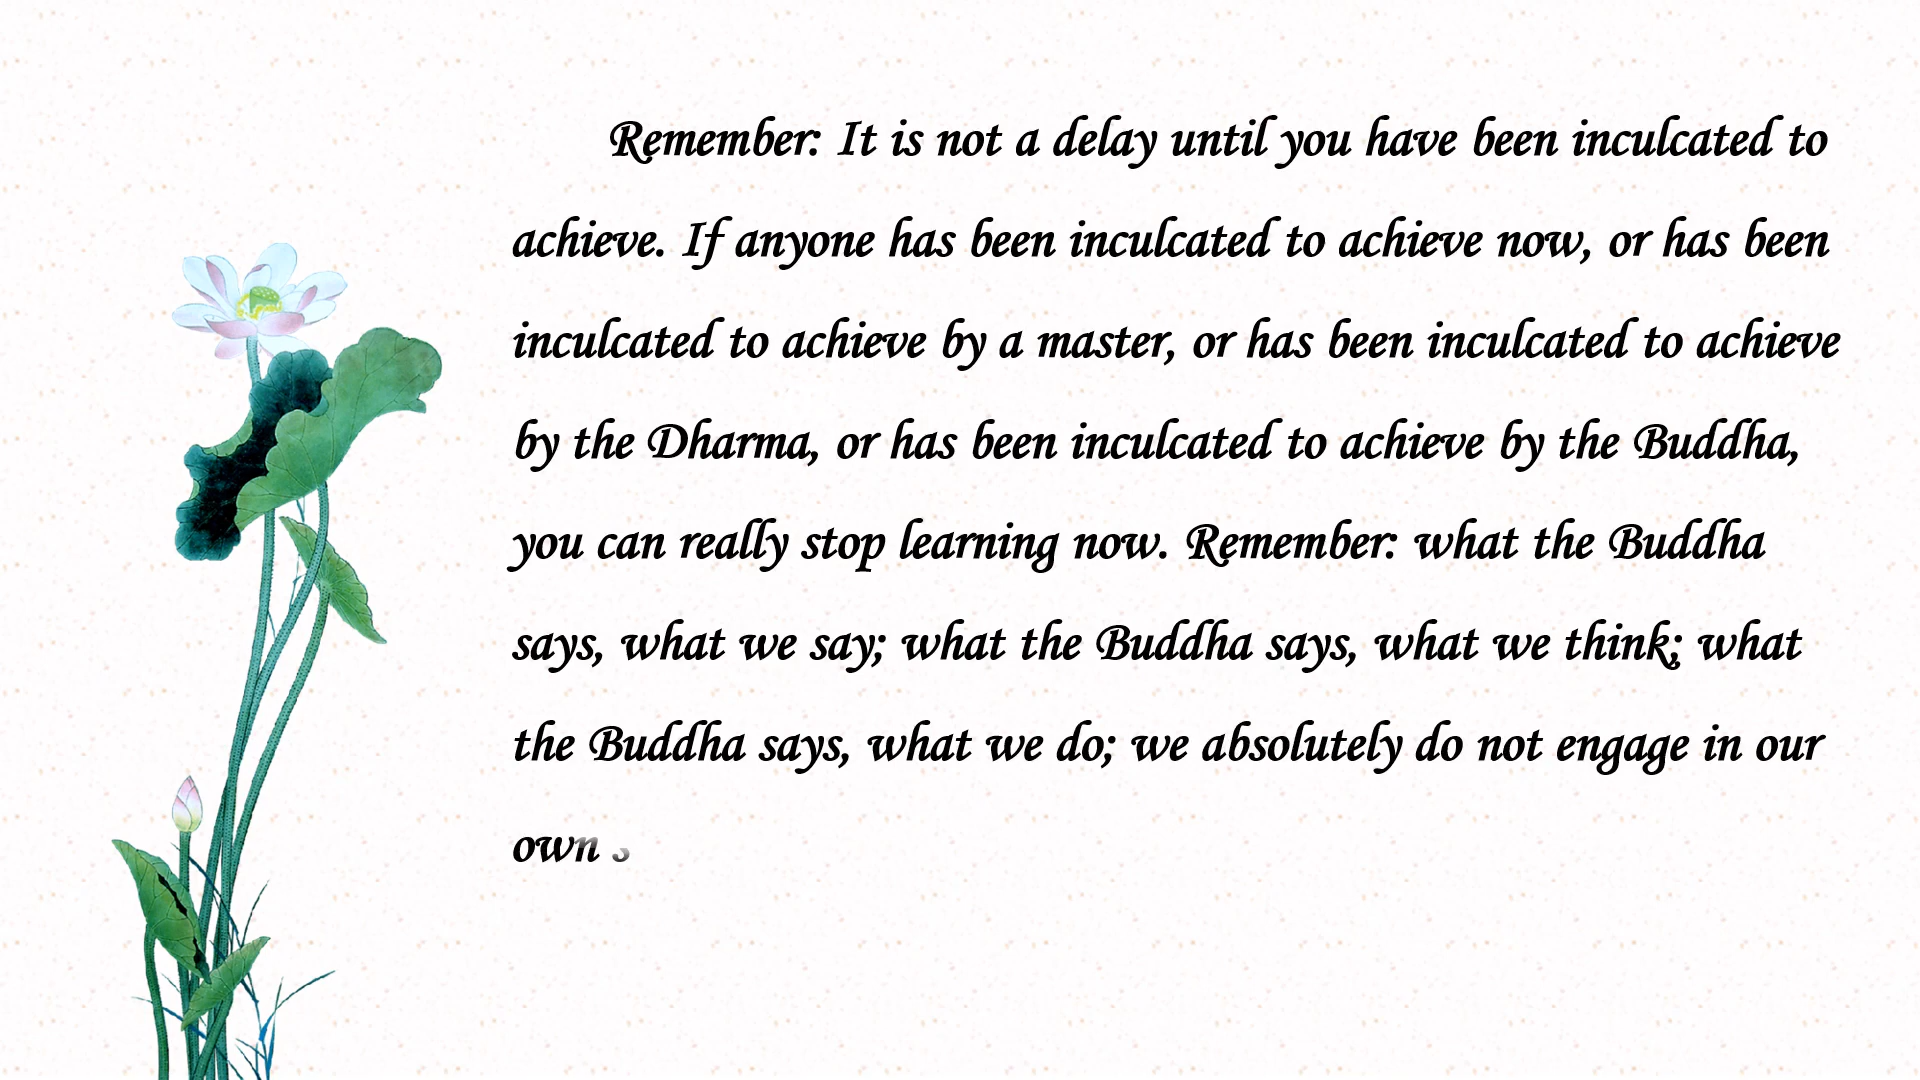 Remember: It is not a delay until you have been inculcated to
achieve. If anyone has been inculcated to achieve now, or has been
inculcated to achieve by a master, or has been inculcated to achieve
by the Dharma, or has been inculcated to achieve by the Buddha,
you can really stop learning now. Remember: what the Buddha
says, what we say; what the Buddha says, what we think; what
the Buddha says, what we do; we absolutely do not engage in our
own s